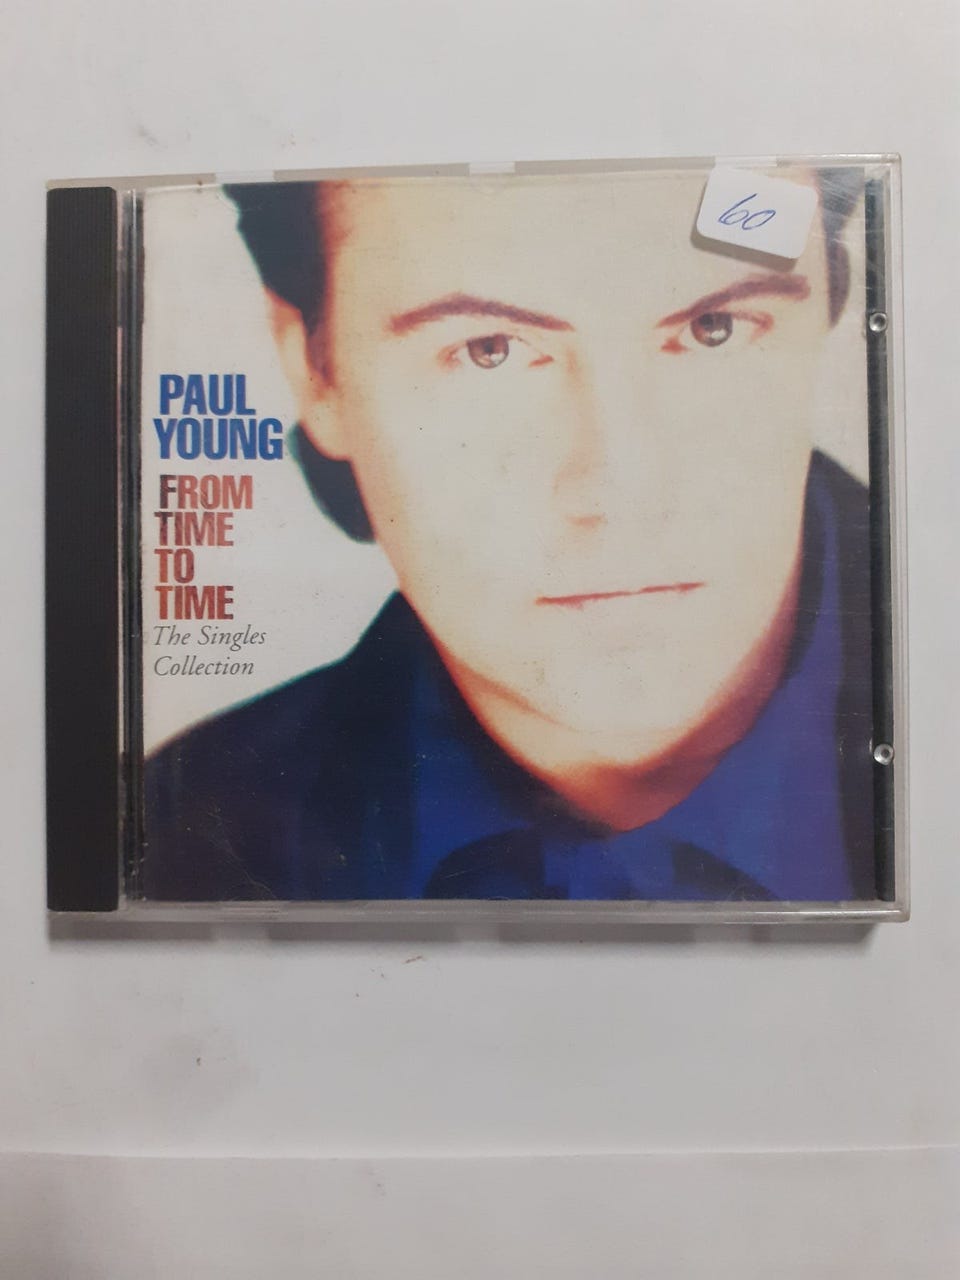 60
PAUL
YOUNG
FROM
TIME
TO
TIME
The Singles
Collection